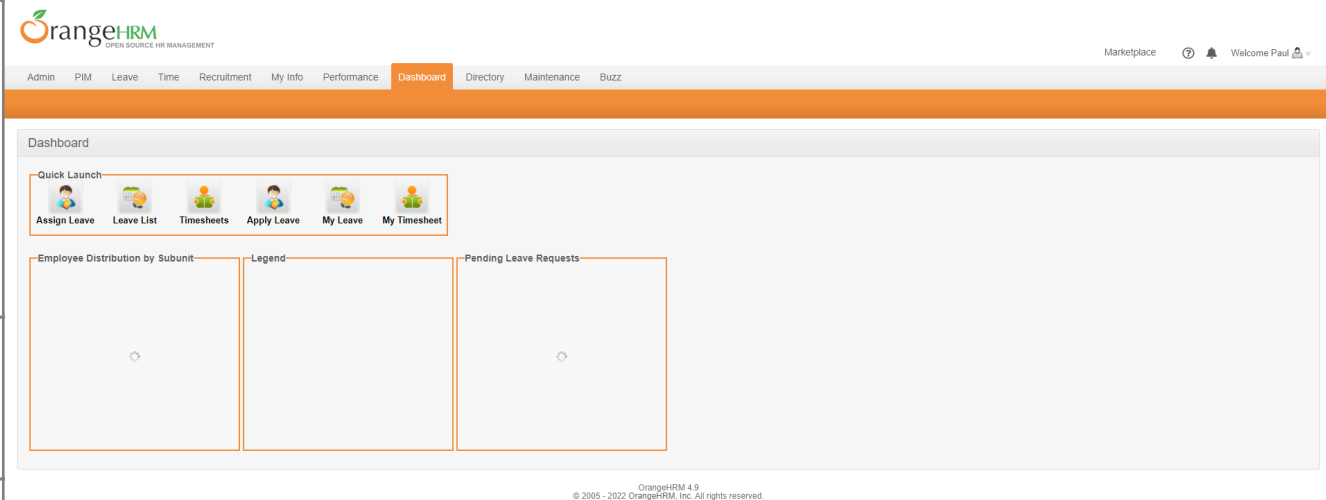 OrangeHRM
OPEN SOURCE HR MANAGEMENT
Marketplace Welcome Paul
Admin PIM Leave Time Recruitment My Info Performance Dashboard Directory Maintenance Buzz
Dashboard
Quick Launch
Assign Leave Leave List Timesheets Apply Leave My Leave My Timesheet
Employee Distribution by Subunit Legend Pending Leave Requests
OrangeHRM 4.9
© 2005 - 2022 OrangeHRM, Inc. All rights reserved.